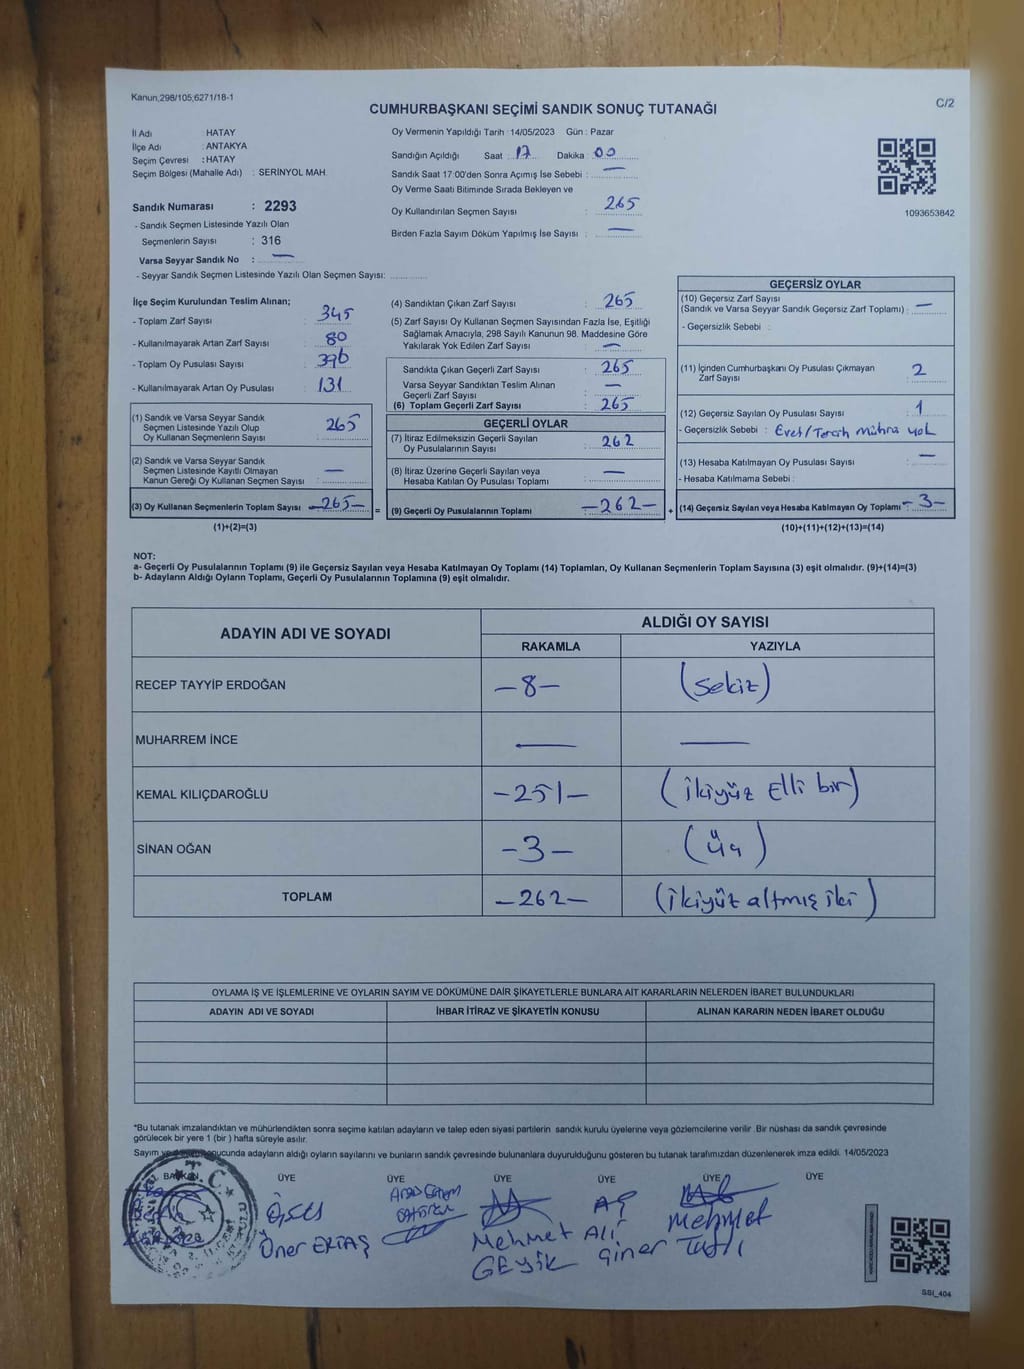 Kanun;298/105;6271/18-1
C/2
CUMHURBAŞKANI SEÇİMİ SANDIK SONUÇ TUTANAĞI
İl Adı HATAY
İlçe Adı : ANTAKYA
Seçim Çevresi : HATAY
Seçim Bölgesi (Mahalle Adı) : SERİNYOL MAH.
Sandık Numarası : 2293
- Sandık Seçmen Listesinde Yazılı Olan
Seçmenlerin Sayısı : 316
Varsa Seyyar Sandık No : —
- Seyyar Sandık Seçmen Listesinde Yazılı Olan Seçmen Sayısı: ............
Oy Vermenin Yapıldığı Tarih : 14/05/2023 Gün : Pazar
Sandığın Açıldığı Saat : 17 Dakika : 00
Sandık Saat 17:00'den Sonra Açımış İse Sebebi : —
Oy Verme Saati Bitiminde Sırada Bekleyen ve
Oy Kullandırılan Seçmen Sayısı : 265
Birden Fazla Sayım Döküm Yapılmış İse Sayısı : —
1093653842
İlçe Seçim Kurulundan Teslim Alınan;
- Toplam Zarf Sayısı : 345
- Kullanılmayarak Artan Zarf Sayısı : 80
- Toplam Oy Pusulası Sayısı : 396
- Kullanılmayarak Artan Oy Pusulası : 131
(1) Sandık ve Varsa Seyyar Sandık
Seçmen Listesinde Yazılı Olup
Oy Kullanan Seçmenlerin Sayısı : 265
(2) Sandık ve Varsa Seyyar Sandık
Seçmen Listesinde Kayıtlı Olmayan
Kanun Gereği Oy Kullanan Seçmen Sayısı : —
(3) Oy Kullanan Seçmenlerin Toplam Sayısı —265—
(1)+(2)=(3)
(4) Sandıktan Çıkan Zarf Sayısı : 265
(5) Zarf Sayısı Oy Kullanan Seçmen Sayısından Fazla İse, Eşitliği
Sağlamak Amacıyla, 298 Sayılı Kanunun 98. Maddesine Göre
Yakılarak Yok Edilen Zarf Sayısı : —
Sandıkta Çıkan Geçerli Zarf Sayısı : 265
Varsa Seyyar Sandıktan Teslim Alınan
Geçerli Zarf Sayısı : —
(6) Toplam Geçerli Zarf Sayısı : 265
GEÇERLİ OYLAR
(7) İtiraz Edilmeksizin Geçerli Sayılan
Oy Pusulalarının Sayısı : 262
(8) İtiraz Üzerine Geçerli Sayılan veya
Hesaba Katılan Oy Pusulası Toplamı : —
= (9) Geçerli Oy Pusulalarının Toplamı —262—
GEÇERSİZ OYLAR
(10) Geçersiz Zarf Sayısı
(Sandık ve Varsa Seyyar Sandık Geçersiz Zarf Toplamı) : —
- Geçersizlik Sebebi :
(11) İçinden Cumhurbaşkanı Oy Pusulası Çıkmayan
Zarf Sayısı : 2
(12) Geçersiz Sayılan Oy Pusulası Sayısı : 1
- Geçersizlik Sebebi : Evet/Tercih Mührü yok
(13) Hesaba Katılmayan Oy Pusulası Sayısı : —
- Hesaba Katılmama Sebebi :
+ (14) Geçersiz Sayılan veya Hesaba Katılmayan Oy Toplamı - 3 -
(10)+(11)+(12)+(13)=(14)
NOT:
a- Geçerli Oy Pusulalarının Toplamı (9) ile Geçersiz Sayılan veya Hesaba Katılmayan Oy Toplamı (14) Toplamları, Oy Kullanan Seçmenlerin Toplam Sayısına (3) eşit olmalıdır. (9)+(14)=(3)
b- Adayların Aldığı Oyların Toplamı, Geçerli Oy Pusulalarının Toplamına (9) eşit olmalıdır.
ADAYIN ADI VE SOYADI
ALDIĞI OY SAYISI
RAKAMLA YAZIYLA
RECEP TAYYİP ERDOĞAN —8— (Sekiz)
MUHARREM İNCE — —
KEMAL KILIÇDAROĞLU —251— (ikiyüz Elli bir)
SİNAN OĞAN —3— (Üç)
TOPLAM —262— (ikiyüz altmış iki)
OYLAMA İŞ VE İŞLEMLERİNE VE OYLARIN SAYIM VE DÖKÜMÜNE DAİR ŞİKAYETLERLE BUNLARA AİT KARARLARIN NELERDEN İBARET BULUNDUKLARI
ADAYIN ADI VE SOYADI İHBAR İTİRAZ VE ŞİKAYETİN KONUSU ALINAN KARARIN NEDEN İBARET OLDUĞU
*Bu tutanak imzalandıktan ve mühürlendikten sonra seçime katılan adayların ve talep eden siyasi partilerin sandık kurulu üyelerine veya gözlemcilerine verilir. Bir nüshası da sandık çevresinde
görülecek bir yere 1 (bir ) hafta süreyle asılır.
Sayım ve sonucunda adayların aldığı oyların sayılarını ve bunların sandık çevresinde bulunanlara duyurulduğunu gösteren bu tutanak tarafımızdan düzenlenerek imza edildi. 14/05/2023
BAŞKAN ÜYE ÜYE ÜYE ÜYE ÜYE ÜYE
T.C.
Öner EKTAŞ
Mehmet Ali
GEYİK
Mehmet
SSI_404